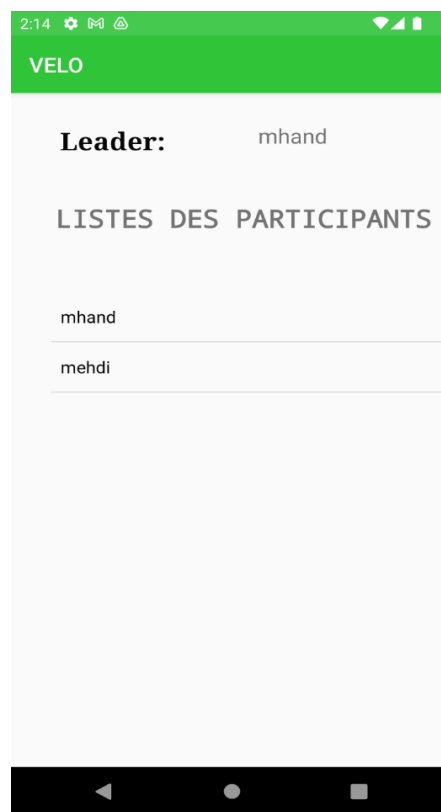 2:14
VELO
Leader: mhand
LISTES DES PARTICIPANTS
mhand
mehdi